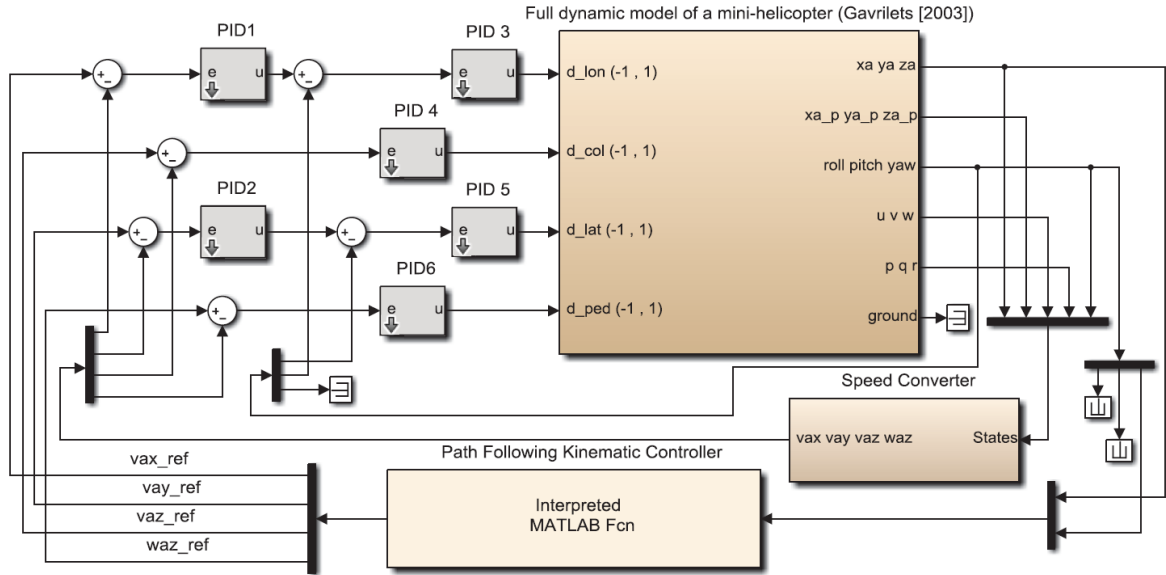 Full dynamic model of a mini-helicopter (Gavrilets [2003])
PID1
e u
+_
+_
PID 3
e u
d_lon (-1 , 1)
xa ya za
xa_p ya_p za_p
PID 4
+_
e u
d_col (-1 , 1)
roll pitch yaw
PID2
+_
e u
+_
PID 5
e u
d_lat (-1 , 1)
u v w
p q r
PID6
+_
e u
d_ped (-1 , 1)
ground
Speed Converter
vax vay vaz waz States
Path Following Kinematic Controller
Interpreted
MATLAB Fcn
vax_ref
vay_ref
vaz_ref
waz_ref